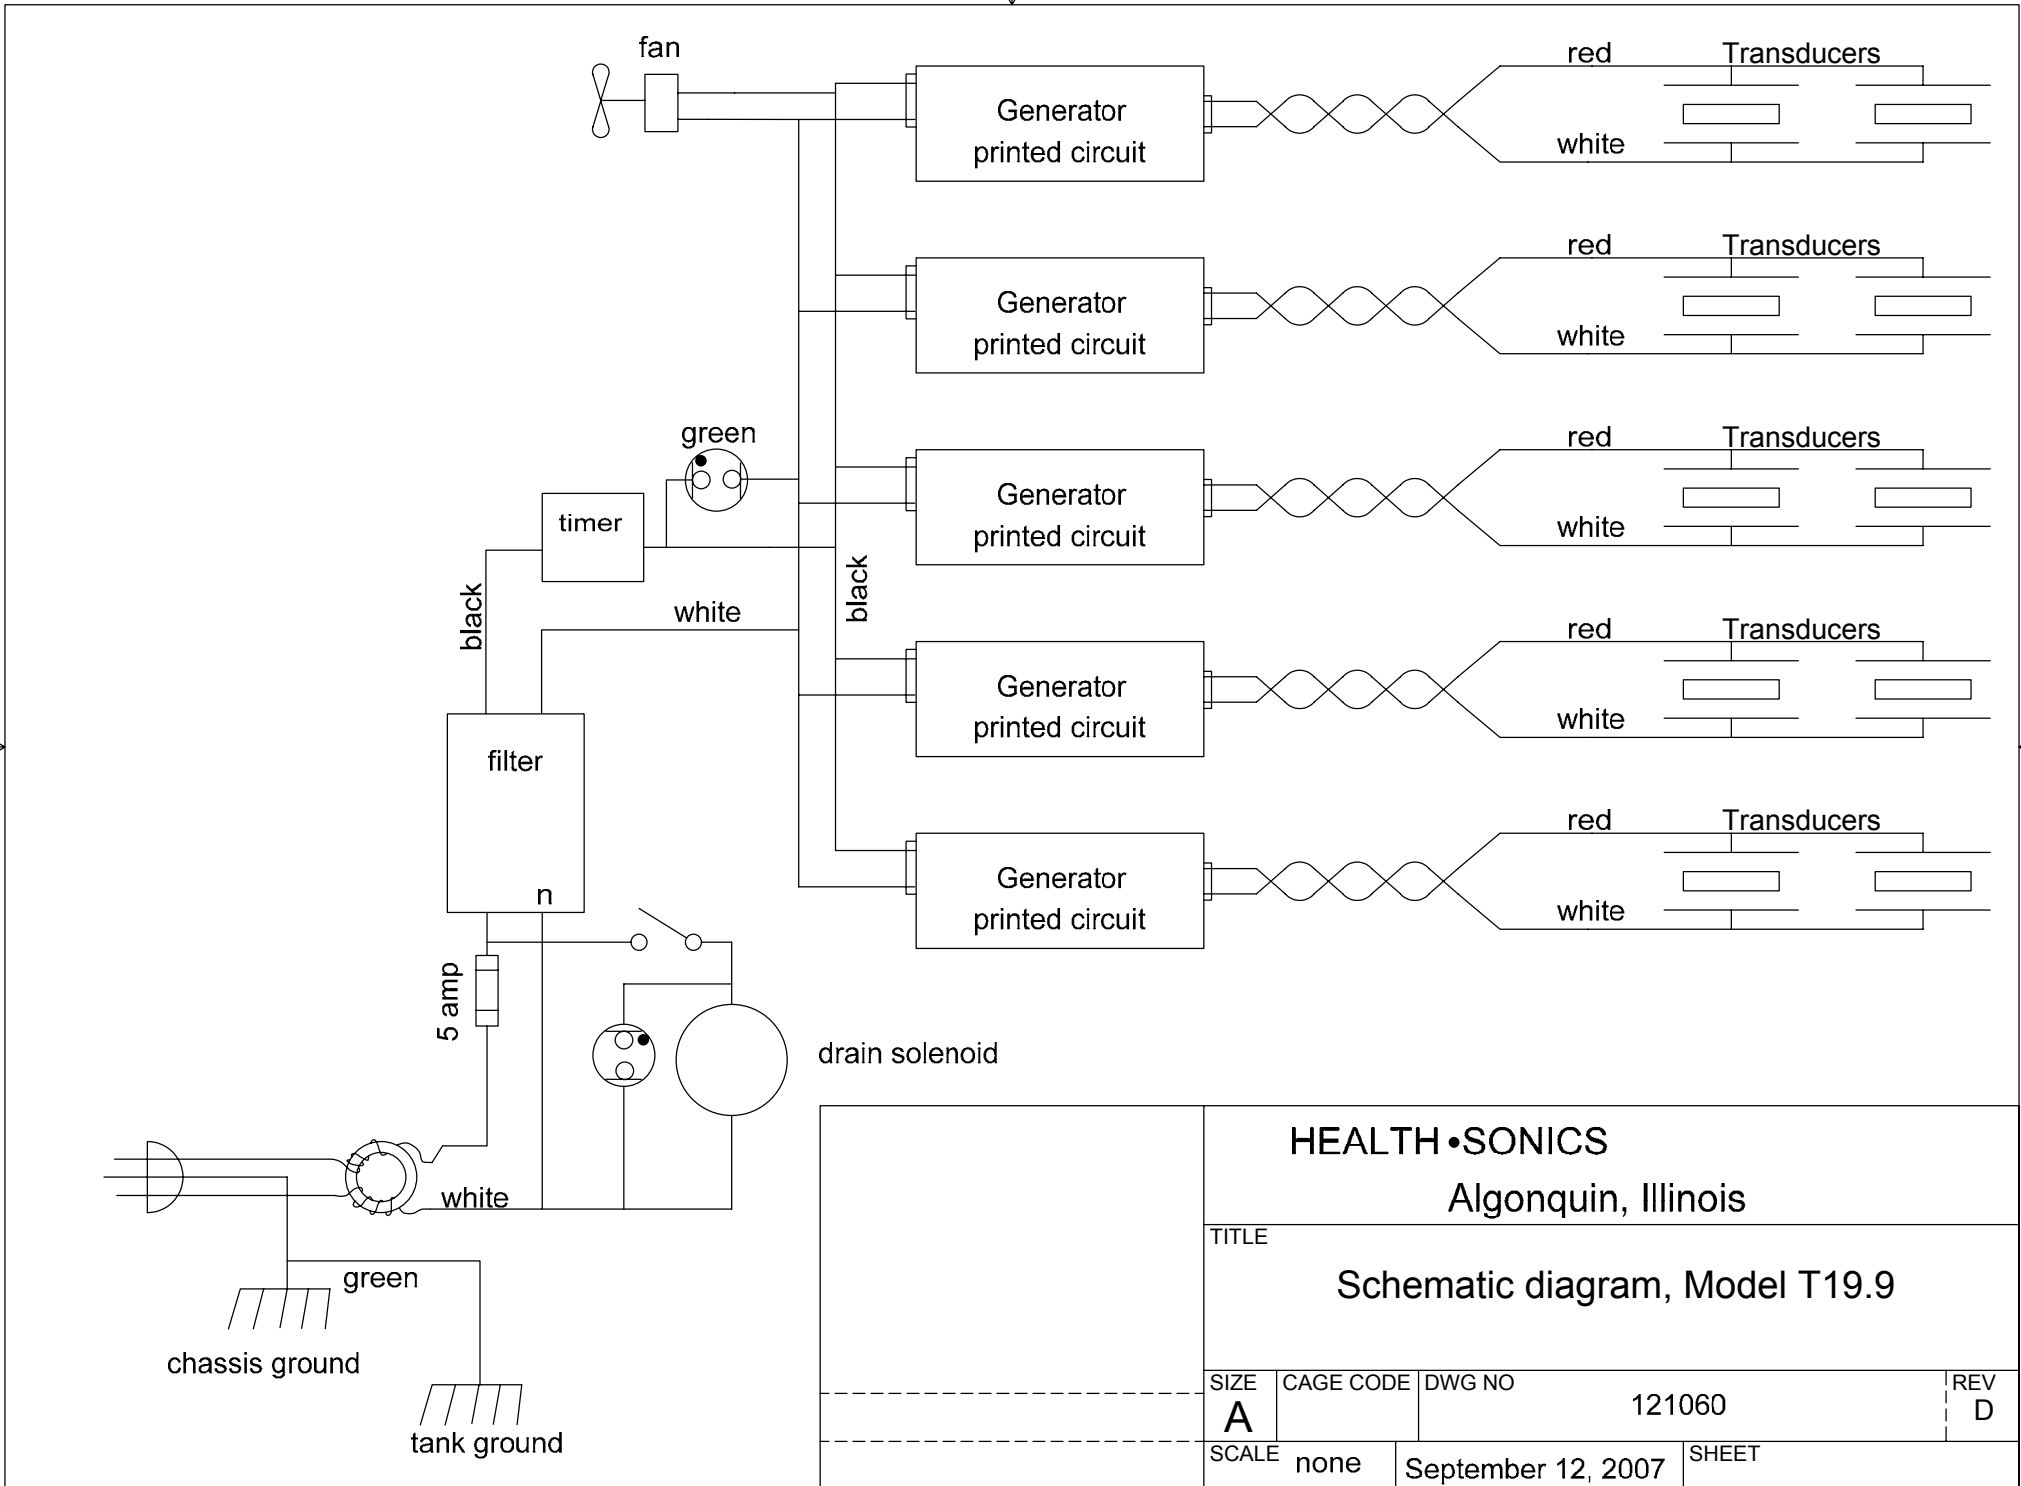 fan
Generator
printed circuit
red
Transducers
white
Generator
printed circuit
red
Transducers
white
green
timer
Generator
printed circuit
red
Transducers
white
black
white
black
Generator
printed circuit
red
Transducers
white
filter
n
Generator
printed circuit
red
Transducers
white
5 amp
drain solenoid
white
green
chassis ground
tank ground
HEALTH•SONICS
Algonquin, Illinois
TITLE
Schematic diagram, Model T19.9
SIZE
A
CAGE CODE
DWG NO
121060
REV
D
SCALE
none
September 12, 2007
SHEET